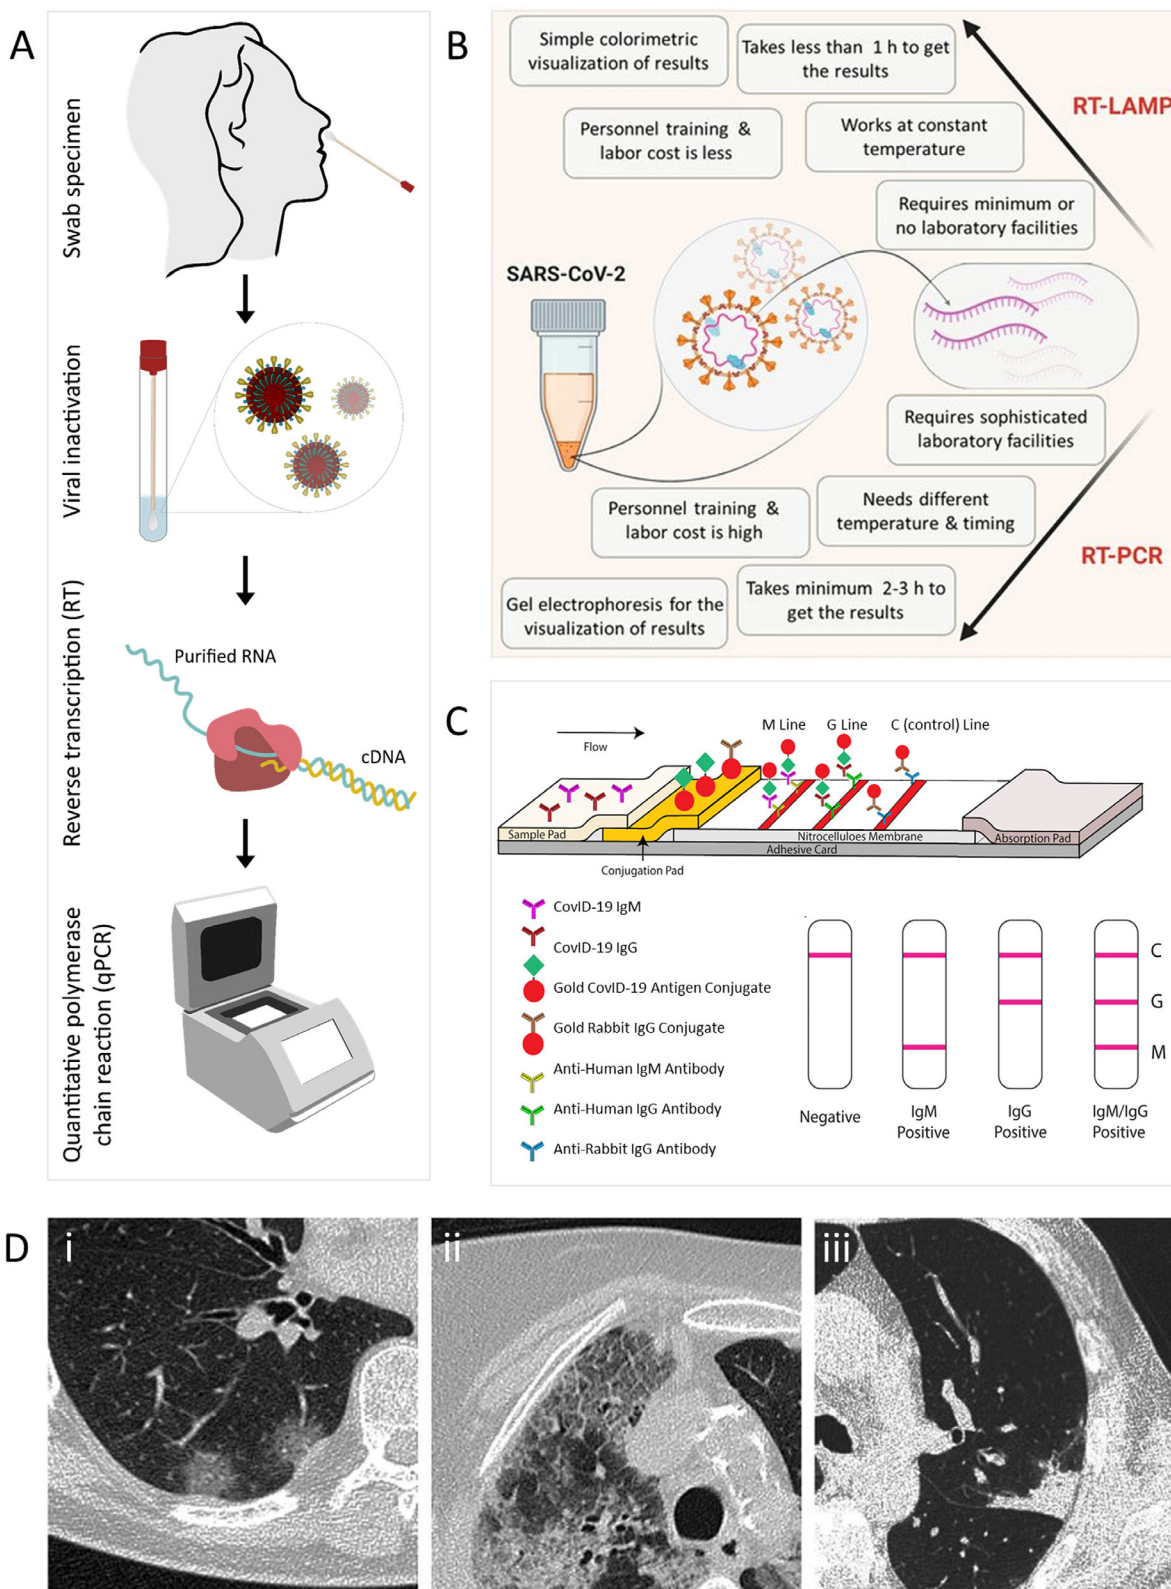 A
Swab specimen
Viral inactivation
Reverse transcription (RT)
Purified RNA
cDNA
Quantitative polymerase
chain reaction (qPCR)
B
Simple colorimetric
visualization of results
Takes less than 1 h to get
the results
RT-LAMP
Personnel training &
labor cost is less
Works at constant
temperature
Requires minimum or
no laboratory facilities
SARS-CoV-2
Requires sophisticated
laboratory facilities
Personnel training &
labor cost is high
Needs different
temperature & timing
RT-PCR
Gel electrophoresis for the
visualization of results
Takes minimum 2-3 h to
get the results
C
Flow
M Line
G Line
C (control) Line
Sample Pad
Nitrocelluloes Membrane
Absorption Pad
Adhesive Card
Conjugation Pad
CovID-19 IgM
CovID-19 IgG
Gold CovID-19 Antigen Conjugate
Gold Rabbit IgG Conjugate
Anti-Human IgM Antibody
Anti-Human IgG Antibody
Anti-Rabbit IgG Antibody
C
G
M
Negative
IgM
Positive
IgG
Positive
IgM/IgG
Positive
D
i
ii
iii